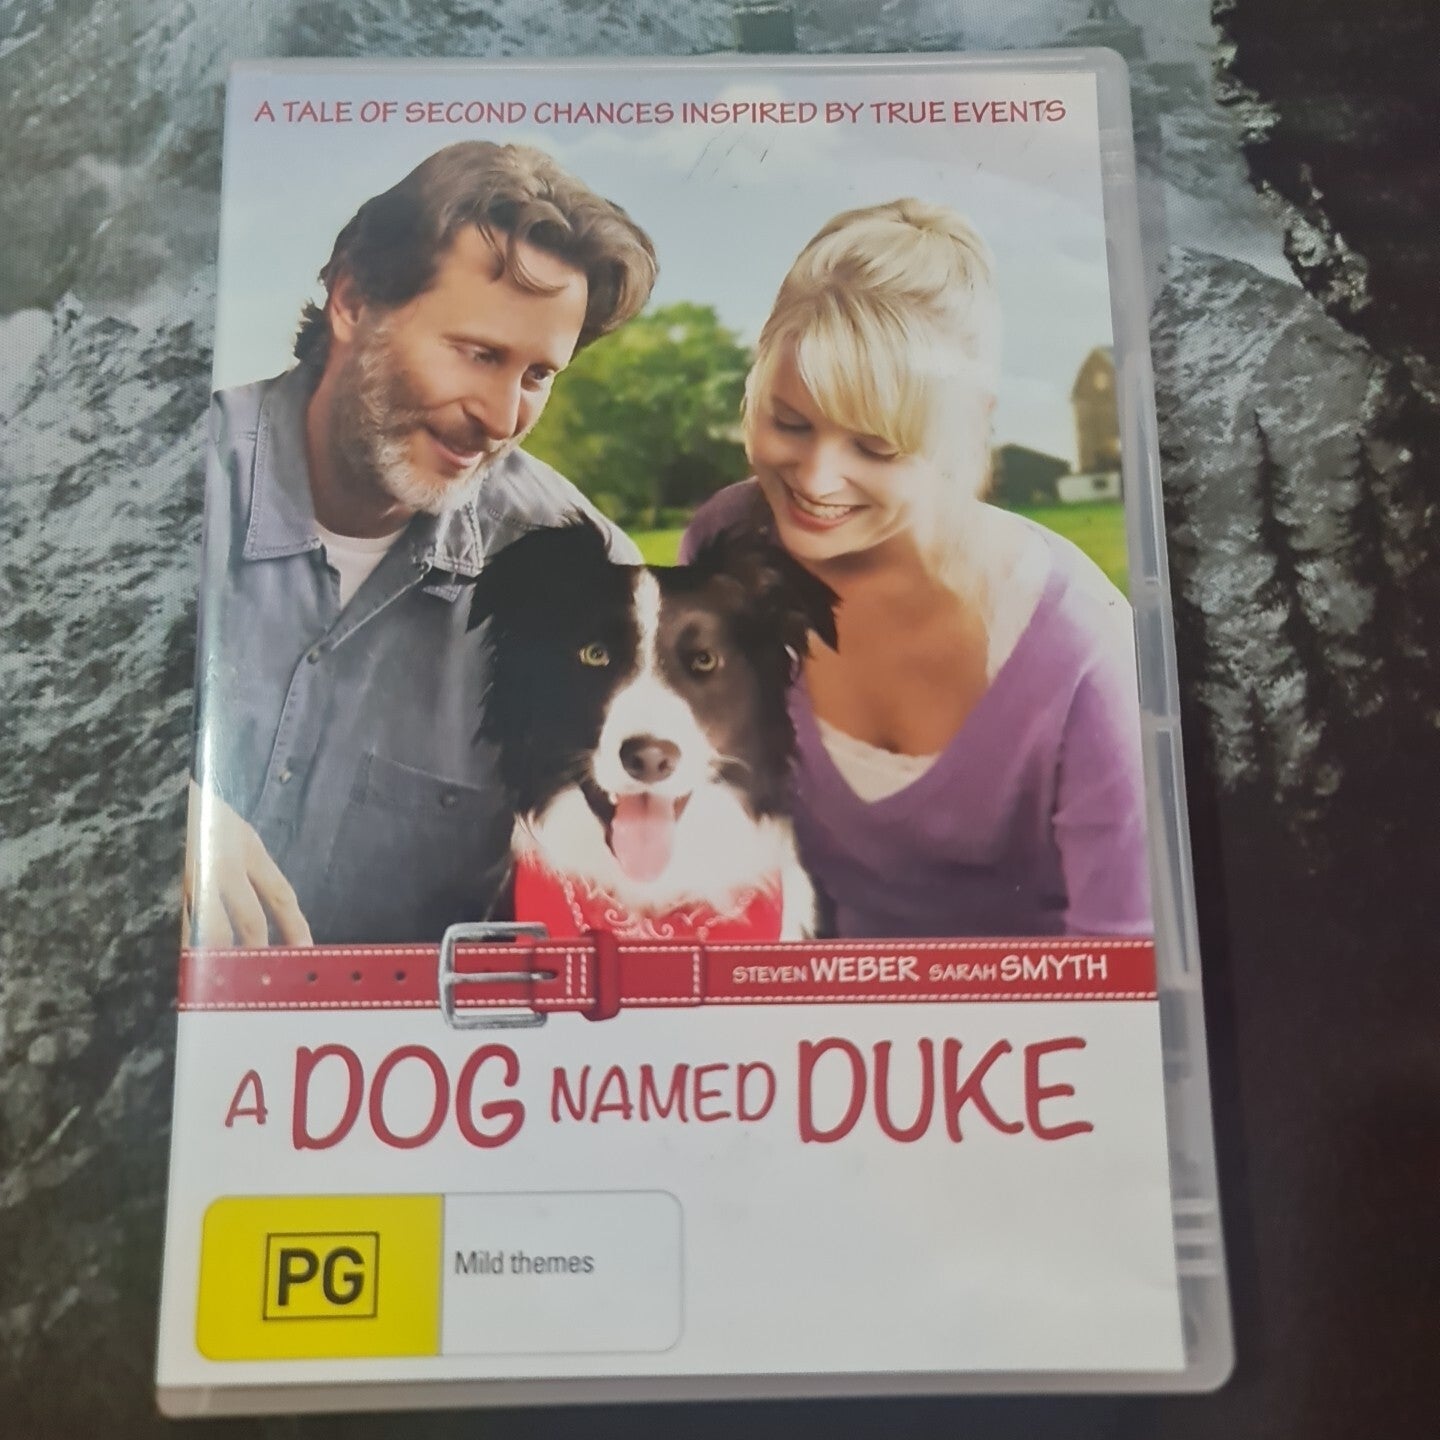 A TALE OF SECOND CHANCES INSPIRED BY TRUE EVENTS
STEVEN WEBER SARAH SMYTH
A DOG NAMED DUKE
PG Mild themes